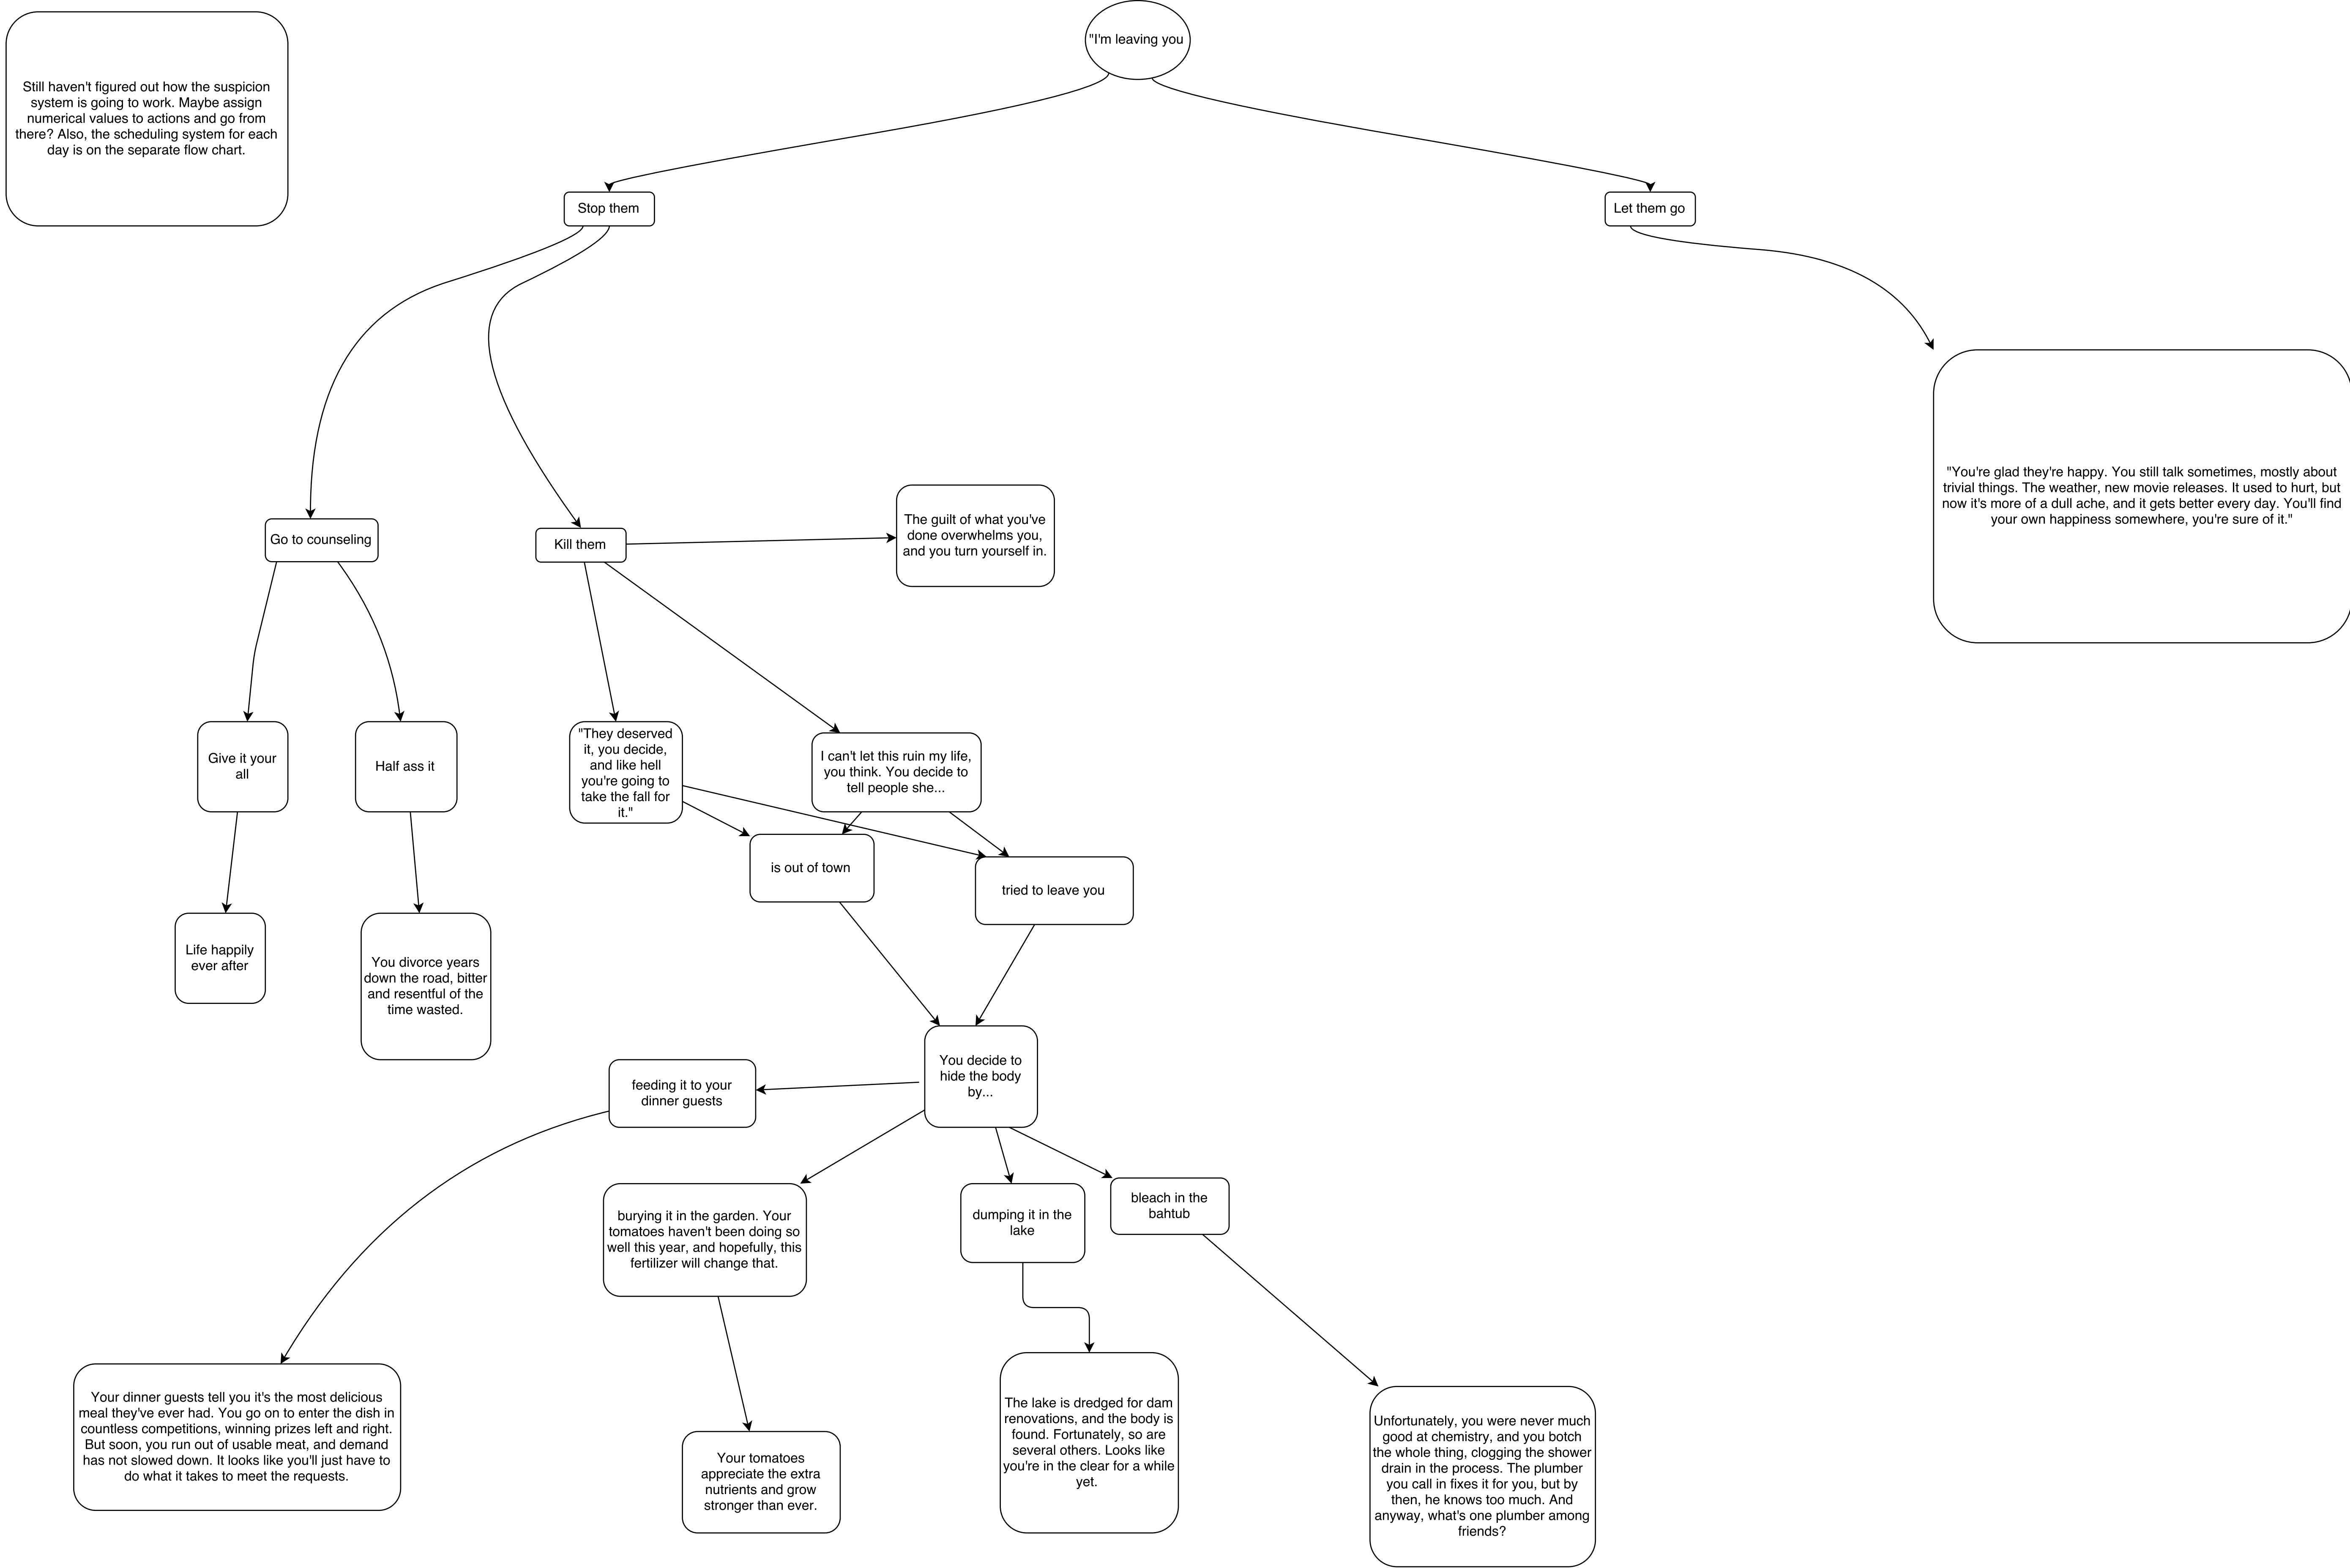 "I'm leaving you
Still haven't figured out how the suspicion
system is going to work. Maybe assign
numerical values to actions and go from
there? Also, the scheduling system for each
day is on the separate flow chart.
Stop them
Let them go
"You're glad they're happy. You still talk sometimes, mostly about
trivial things. The weather, new movie releases. It used to hurt, but
now it's more of a dull ache, and it gets better every day. You'll find
your own happiness somewhere, you're sure of it."
Go to counseling
Kill them
The guilt of what you've
done overwhelms you,
and you turn yourself in.
Give it your
all
Half ass it
"They deserved
it, you decide,
and like hell
you're going to
take the fall for
it."
I can't let this ruin my life,
you think. You decide to
tell people she...
is out of town
tried to leave you
Life happily
ever after
You divorce years
down the road, bitter
and resentful of the
time wasted.
You decide to
hide the body
by...
feeding it to your
dinner guests
burying it in the garden. Your
tomatoes haven't been doing so
well this year, and hopefully, this
fertilizer will change that.
dumping it in the
lake
bleach in the
bahtub
Your dinner guests tell you it's the most delicious
meal they've ever had. You go on to enter the dish in
countless competitions, winning prizes left and right.
But soon, you run out of usable meat, and demand
has not slowed down. It looks like you'll just have to
do what it takes to meet the requests.
Your tomatoes
appreciate the extra
nutrients and grow
stronger than ever.
The lake is dredged for dam
renovations, and the body is
found. Fortunately, so are
several others. Looks like
you're in the clear for a while
yet.
Unfortunately, you were never much
good at chemistry, and you botch
the whole thing, clogging the shower
drain in the process. The plumber
you call in fixes it for you, but by
then, he knows too much. And
anyway, what's one plumber among
friends?